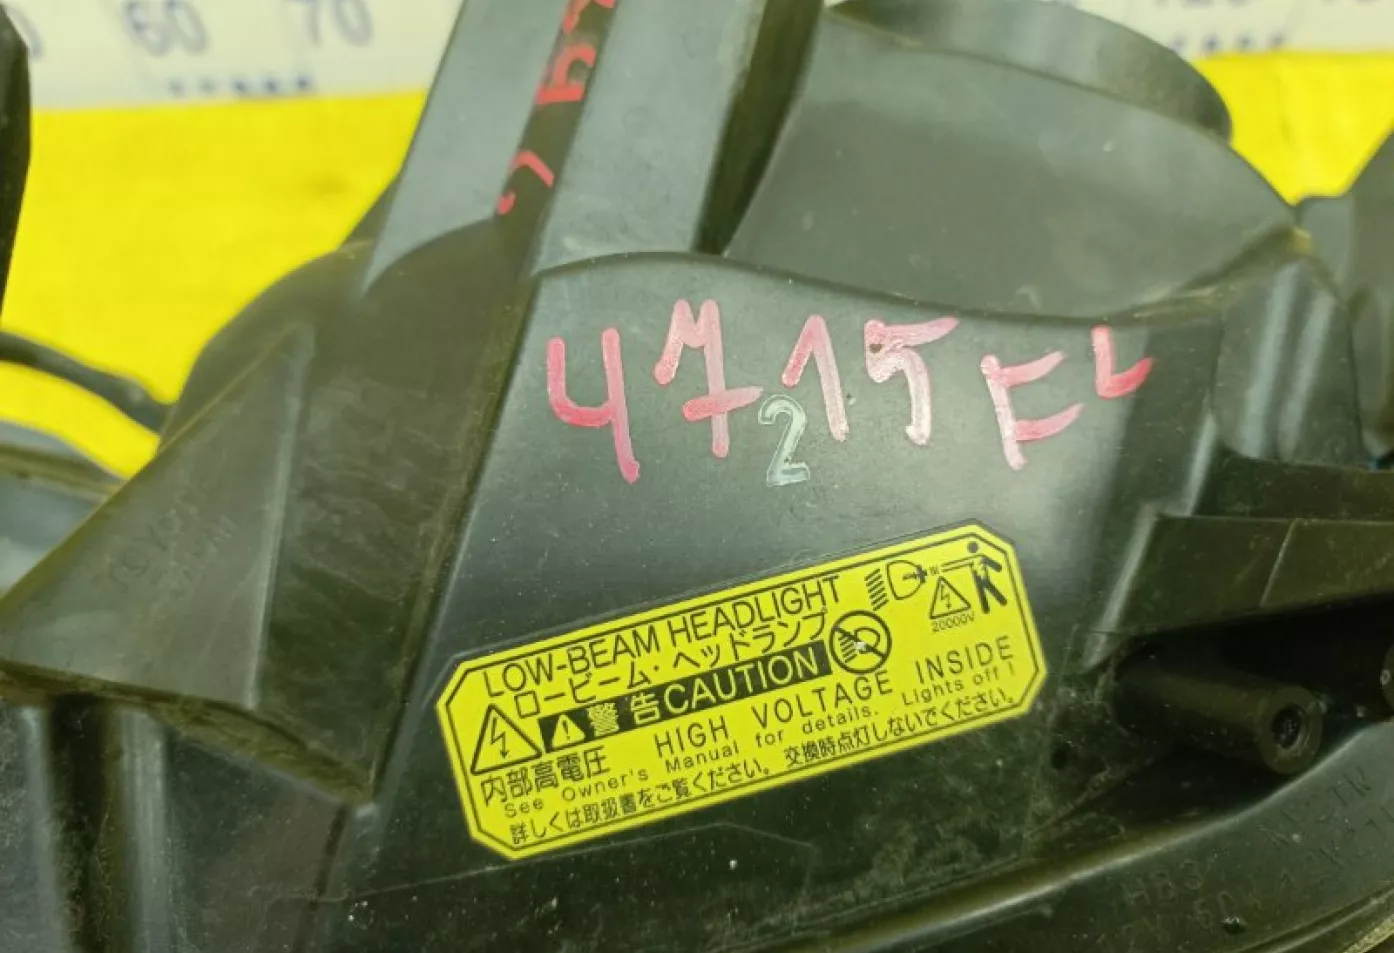 60 70
4715FL
2
LOW-BEAM HEADLIGHT
ロービーム・ヘッドランプ
警告 CAUTION
20000V
内部高電圧 HIGH VOLTAGE INSIDE
See Owner's Manual for details. Lights off!
詳しくは取扱書をご覧ください。交換時点灯しないでください。
HB3